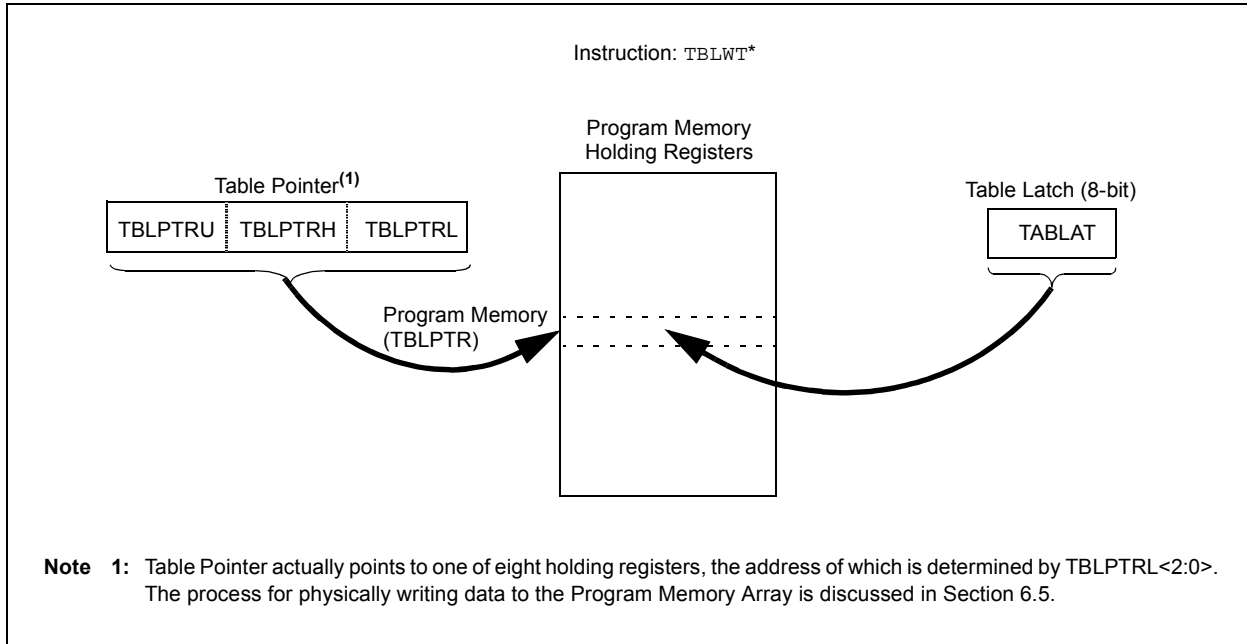 Instruction: TBLWT*
Program Memory
Holding Registers
Table Pointer(1)
Table Latch (8-bit)
TBLPTRU TBLPTRH TBLPTRL
TABLAT
Program Memory
(TBLPTR)
Note 1: Table Pointer actually points to one of eight holding registers, the address of which is determined by TBLPTRL<2:0>.
The process for physically writing data to the Program Memory Array is discussed in Section 6.5.